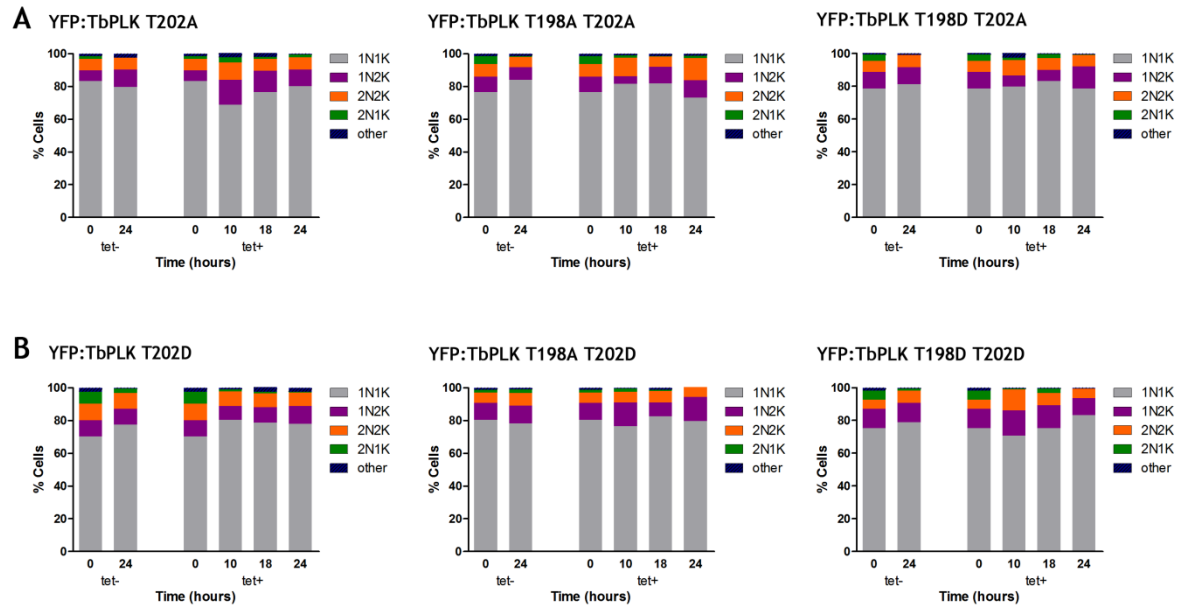 A
YFP:TbPLK T202A
% Cells
100
80
60
40
20
0
0 24 0 10 18 24
tet- tet+
Time (hours)
1N1K
1N2K
2N2K
2N1K
other
YFP:TbPLK T198A T202A
% Cells
100
80
60
40
20
0
0 24 0 10 18 24
tet- tet+
Time (hours)
1N1K
1N2K
2N2K
2N1K
other
YFP:TbPLK T198D T202A
% Cells
100
80
60
40
20
0
0 24 0 10 18 24
tet- tet+
Time (hours)
1N1K
1N2K
2N2K
2N1K
other
B
YFP:TbPLK T202D
% Cells
100
80
60
40
20
0
0 24 0 10 18 24
tet- tet+
Time (hours)
1N1K
1N2K
2N2K
2N1K
other
YFP:TbPLK T198A T202D
% Cells
100
80
60
40
20
0
0 24 0 10 18 24
tet- tet+
Time (hours)
1N1K
1N2K
2N2K
2N1K
other
YFP:TbPLK T198D T202D
% Cells
100
80
60
40
20
0
0 24 0 10 18 24
tet- tet+
Time (hours)
1N1K
1N2K
2N2K
2N1K
other